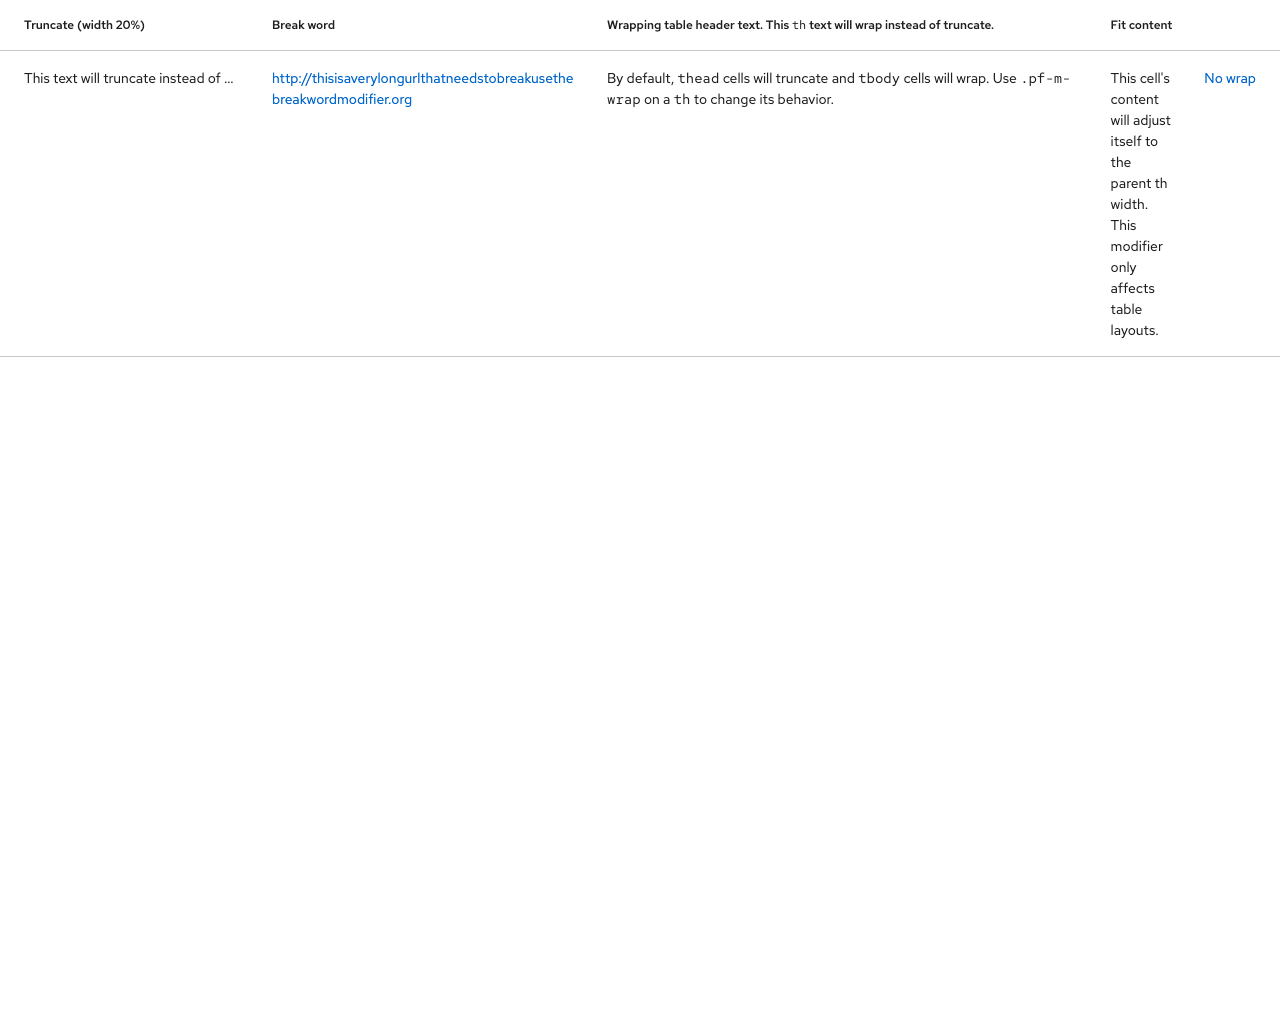 Truncate (width 20%)
Break word
Wrapping table header text. This th text will wrap instead of truncate.
Fit content
This text will truncate instead of ...
http://thisisaverylongurlthatneedstobreakusethe
breakwordmodifier.org
By default, thead cells will truncate and tbody cells will wrap. Use .pf-m-
wrap on a th to change its behavior.
This cell's
content
will adjust
itself to
the
parent th
width.
This
modifier
only
affects
table
layouts.
No wrap